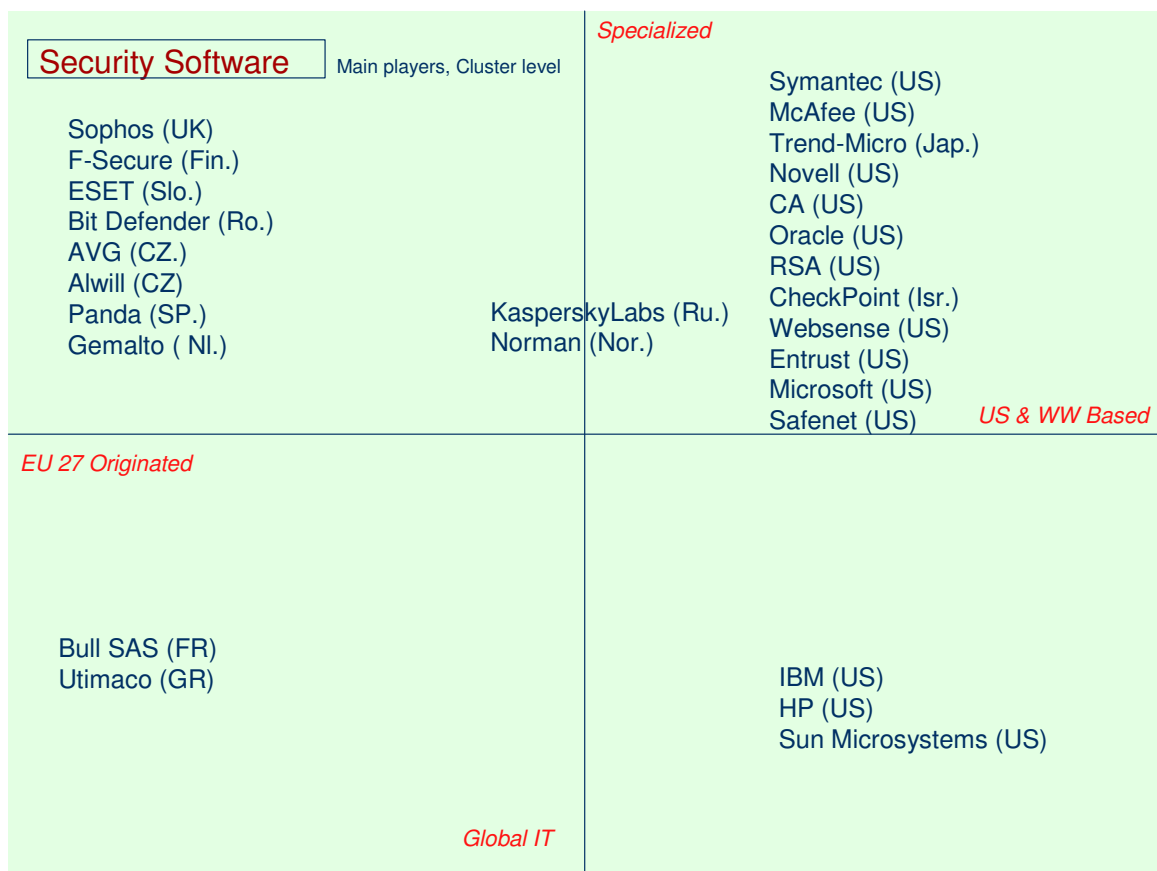 Specialized
Security Software
Main players, Cluster level
Sophos (UK)
F-Secure (Fin.)
ESET (Slo.)
Bit Defender (Ro.)
AVG (CZ.)
Alwill (CZ)
Panda (SP.)
Gemalto ( Nl.)
KasperskyLabs (Ru.)
Norman (Nor.)
Symantec (US)
McAfee (US)
Trend-Micro (Jap.)
Novell (US)
CA (US)
Oracle (US)
RSA (US)
CheckPoint (Isr.)
Websense (US)
Entrust (US)
Microsoft (US)
Safenet (US)
US & WW Based
EU 27 Originated
Bull SAS (FR)
Utimaco (GR)
IBM (US)
HP (US)
Sun Microsystems (US)
Global IT